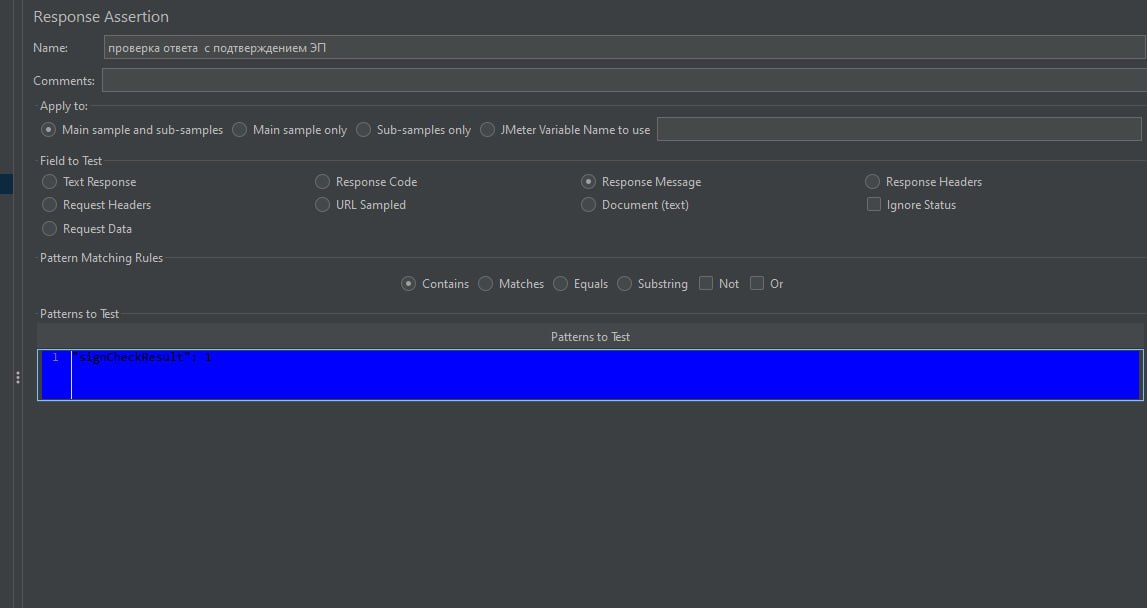 Response Assertion
Name: проверка ответа  с подтверждением ЭП
Comments:
Apply to:
Main sample and sub-samples Main sample only Sub-samples only JMeter Variable Name to use
Field to Test
Text Response Response Code Response Message Response Headers
Request Headers URL Sampled Document (text) Ignore Status
Request Data
Pattern Matching Rules
Contains Matches Equals Substring Not Or
Patterns to Test
Patterns to Test
1 "signCheckResult": 1